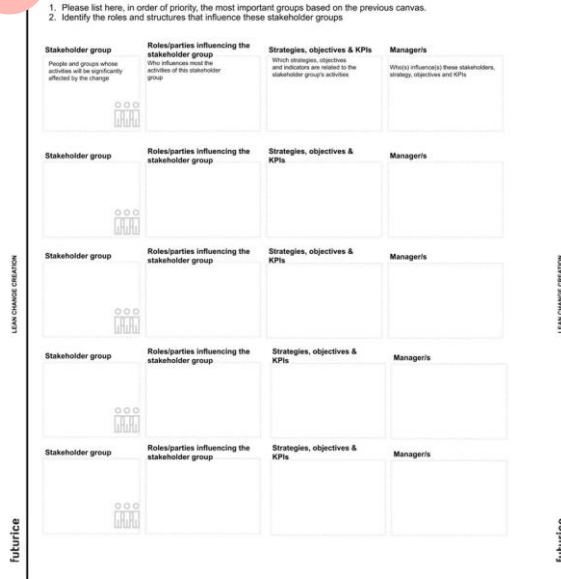 1. Please list here, in order of priority, the most important groups based on the previous canvas.
2. Identify the roles and structures that influence these stakeholder groups
Stakeholder group
People and groups whose
activities will be significantly
affected by the change
Roles/parties influencing the
stakeholder group
Who influences most the
activities of this stakeholder
group
Strategies, objectives & KPIs
Which strategies, objectives
and indicators are related to the
stakeholder group's activities
Manager/s
Who(s) influence(s) these stakeholders,
strategy, objectives and KPIs
Stakeholder group
Roles/parties influencing the
stakeholder group
Strategies, objectives &
KPIs
Manager/s
Stakeholder group
Roles/parties influencing the
stakeholder group
Strategies, objectives &
KPIs
Manager/s
Stakeholder group
Roles/parties influencing the
stakeholder group
Strategies, objectives &
KPIs
Manager/s
Stakeholder group
Roles/parties influencing the
stakeholder group
Strategies, objectives &
KPIs
Manager/s
LEAN CHANGE CREATION
futurice
LEAN CHANGE CREATION
futurice